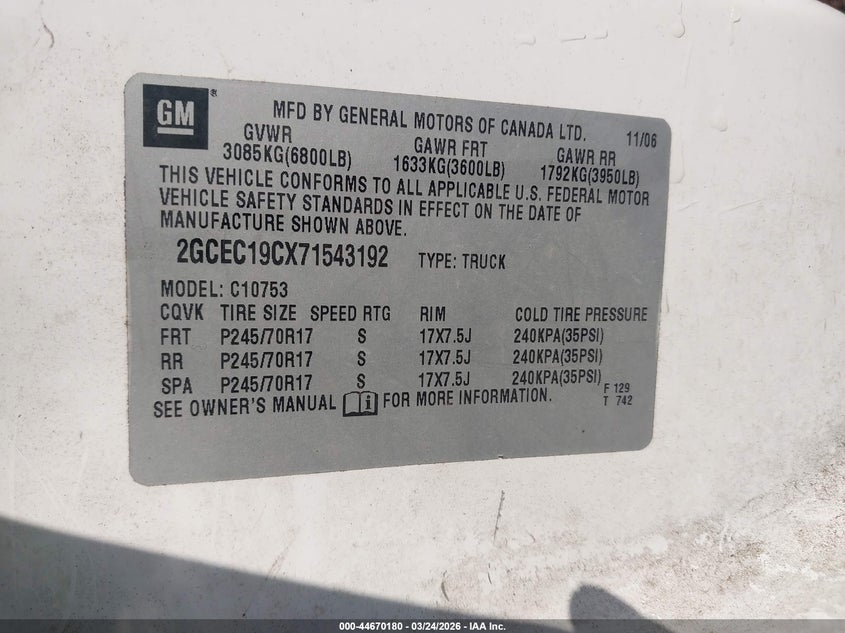 GM ®
MFD BY GENERAL MOTORS OF CANADA LTD. 11/06
GVWR GAWR FRT GAWR RR
3085KG(6800LB) 1633KG(3600LB) 1792KG(3950LB)
THIS VEHICLE CONFORMS TO ALL APPLICABLE U.S. FEDERAL MOTOR
VEHICLE SAFETY STANDARDS IN EFFECT ON THE DATE OF
MANUFACTURE SHOWN ABOVE.
2GCEC19CX71543192 TYPE: TRUCK
MODEL: C10753
CQVK TIRE SIZE SPEED RTG RIM COLD TIRE PRESSURE
FRT P245/70R17 S 17X7.5J 240KPA(35PSI)
RR P245/70R17 S 17X7.5J 240KPA(35PSI)
SPA P245/70R17 S 17X7.5J 240KPA(35PSI)
SEE OWNER'S MANUAL i FOR MORE INFORMATION.
F 129
T 742
000-44670180 - 03/24/2026 - IAA Inc.